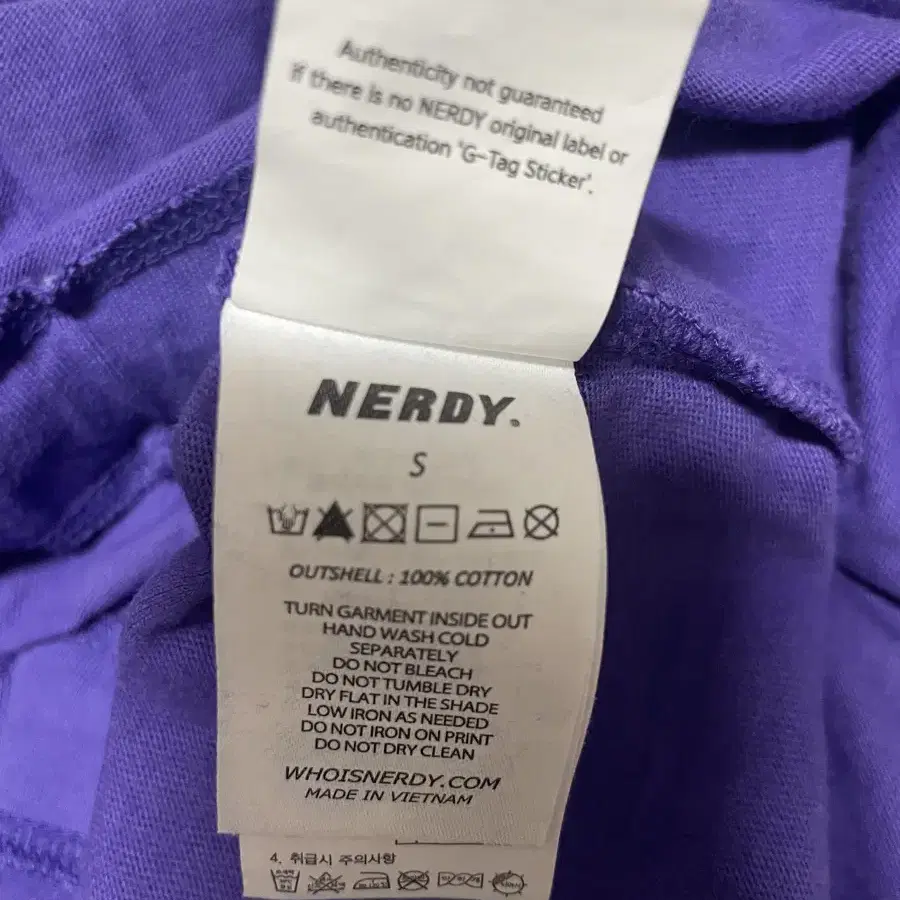 Authenticity not guaranteed
If there is no NERDY original label or
authentication 'G-Tag Sticker'.
NERDY.
S
OUTSHELL : 100% COTTON
TURN GARMENT INSIDE OUT
HAND WASH COLD
SEPARATELY
DO NOT BLEACH
DO NOT TUMBLE DRY
DRY FLAT IN THE SHADE
LOW IRON AS NEEDED
DO NOT IRON ON PRINT
DO NOT DRY CLEAN
WHOISNERDY.COM
MADE IN VIETNAM
4. 취급시 주의사항